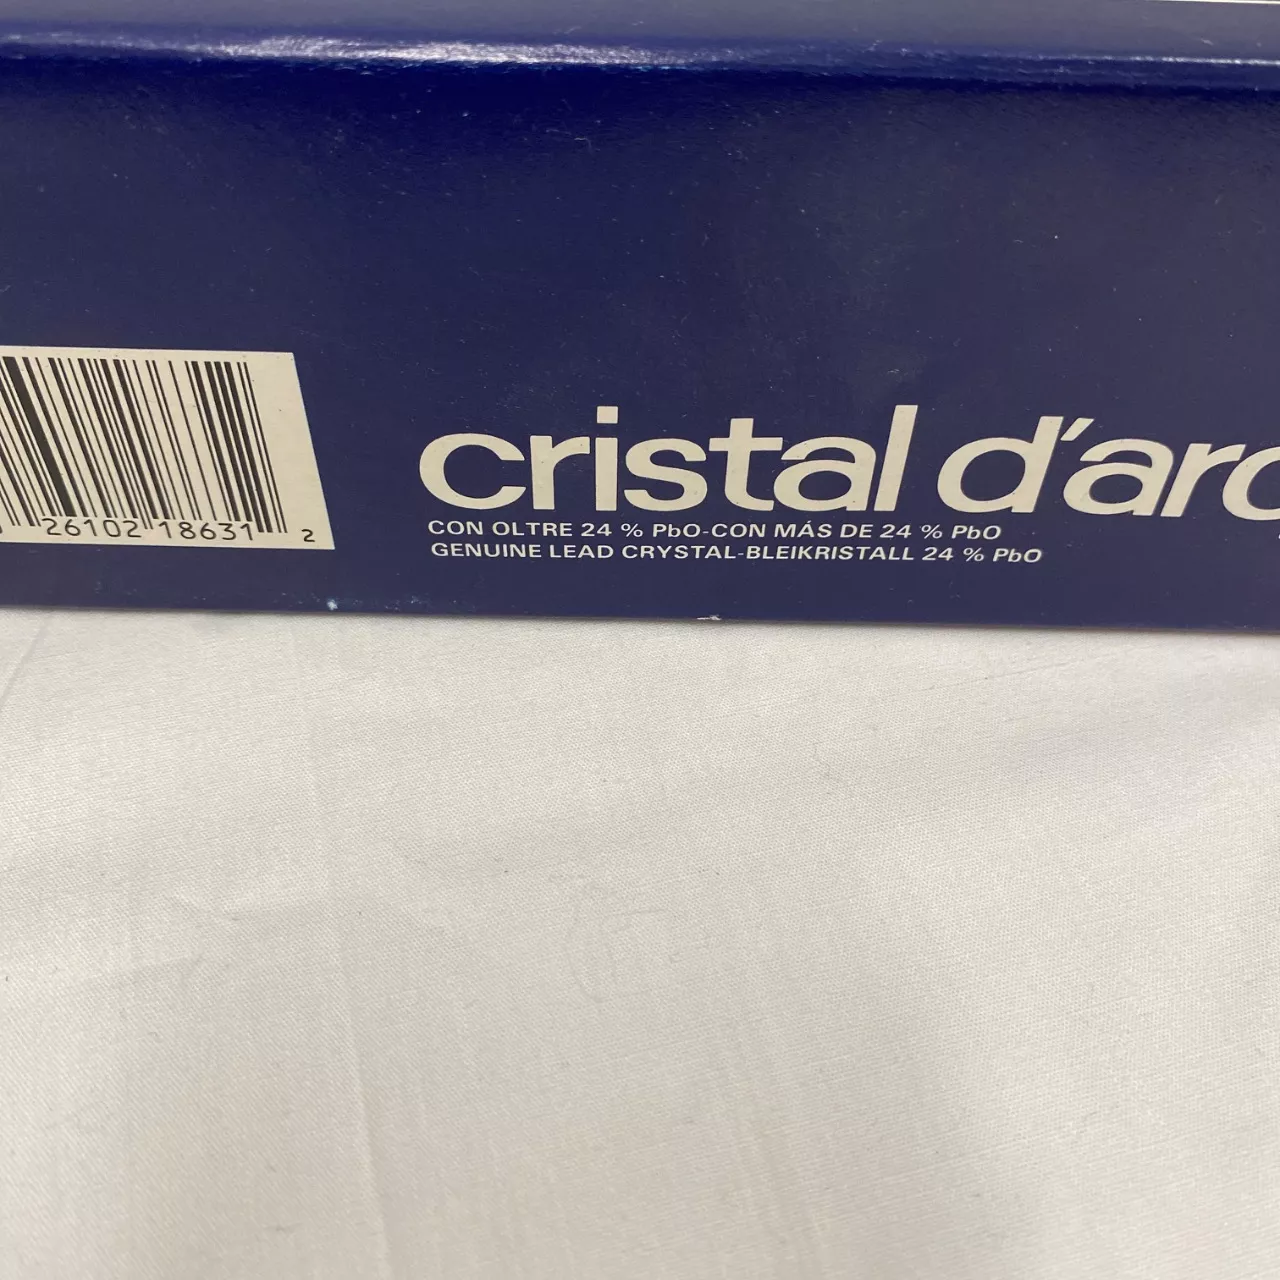 cristal d'arc
26102 18631 2
CON OLTRE 24 % PbO-CON MÁS DE 24 % PbO
GENUINE LEAD CRYSTAL-BLEIKRISTALL 24 % PbO